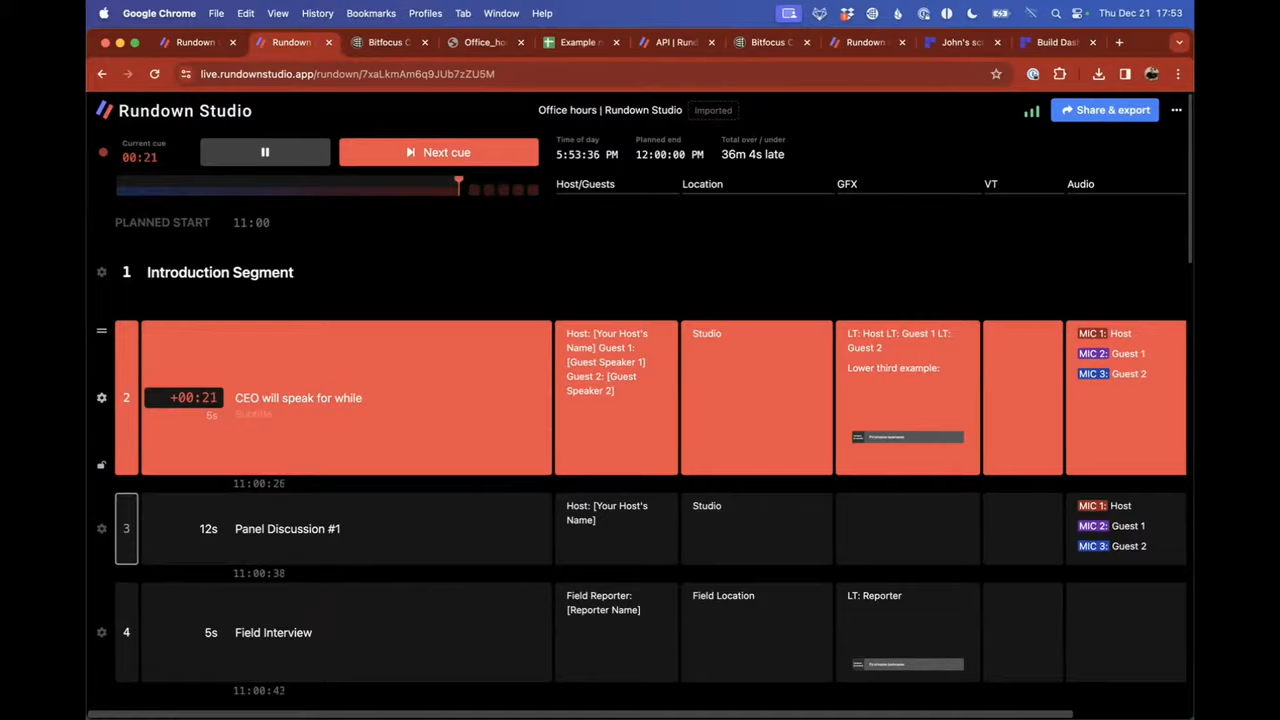 Google Chrome File Edit View History Bookmarks Profiles Tab Window Help Thu Dec 21 17:53
Rundown Rundown Bitfocus C Office_ho Example r API | Rund Bitfocus C Rundown John's sc Build Das
live.rundownstudio.app/rundown/7xaLkmAm6q9JUb7zZU5M
Rundown Studio Office hours | Rundown Studio Imported Share & export
Current cue
00:21
Next cue
Time of day Planned end Total over / under
5:53:36 PM 12:00:00 PM 36m 4s late
Host/Guests Location GFX VT Audio
PLANNED START 11:00
1 Introduction Segment
2 +00:21 CEO will speak for while
5s Subtitle
Host: [Your Host's
Name] Guest 1:
[Guest Speaker 1]
Guest 2: [Guest
Speaker 2]
Studio
LT: Host LT: Guest 1 LT:
Guest 2
Lower third example:
MIC 1: Host
MIC 2: Guest 1
MIC 3: Guest 2
11:00:26
3 12s Panel Discussion #1
Host: [Your Host's
Name]
Studio
MIC 1: Host
MIC 2: Guest 1
MIC 3: Guest 2
11:00:38
4 5s Field Interview
Field Reporter:
[Reporter Name]
Field Location
LT: Reporter
11:00:43